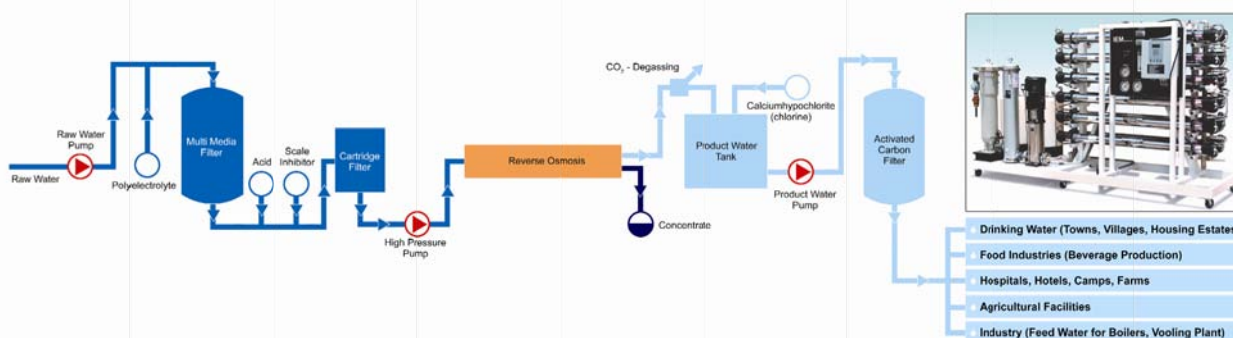 Raw Water
Raw Water
Pump
Polyelectrolyte
Multi Media
Filter
Acid
Scale
Inhibitor
Cartridge
Filter
High Pressure
Pump
Reverse Osmosis
Concentrate
CO₂ - Degassing
Product Water
Tank
Calciumhypochlorite
(chlorine)
Product Water
Pump
Activated
Carbon
Filter
Drinking Water (Towns, Villages, Housing Estates
Food Industries (Beverage Production)
Hospitals, Hotels, Camps, Farms
Agricultural Facilities
Industry (Feed Water for Boilers, Vooling Plant)